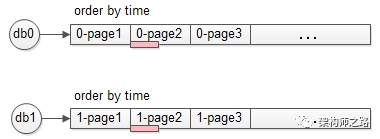 order by time
db0 0-page1 0-page2 0-page3 ...
order by time
db1 1-page1 1-page2 1-page3
架构师之路